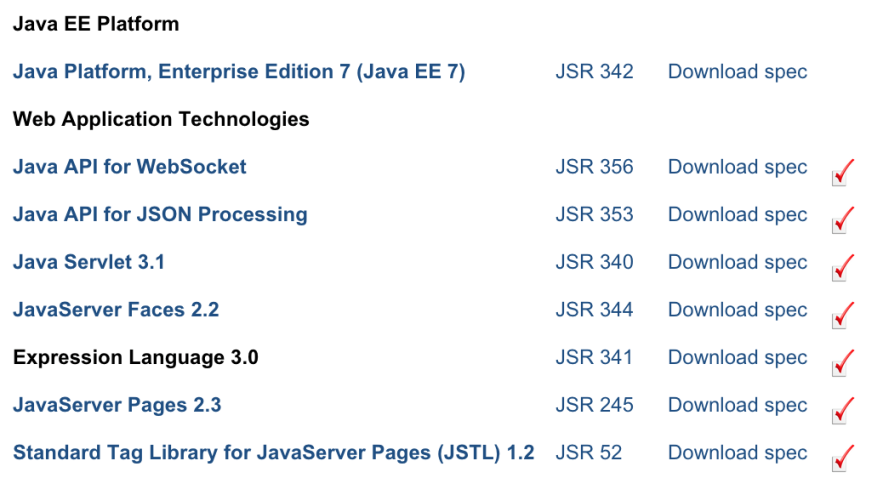 Java EE Platform
Java Platform, Enterprise Edition 7 (Java EE 7) JSR 342 Download spec
Web Application Technologies
Java API for WebSocket JSR 356 Download spec
Java API for JSON Processing JSR 353 Download spec
Java Servlet 3.1 JSR 340 Download spec
JavaServer Faces 2.2 JSR 344 Download spec
Expression Language 3.0 JSR 341 Download spec
JavaServer Pages 2.3 JSR 245 Download spec
Standard Tag Library for JavaServer Pages (JSTL) 1.2 JSR 52 Download spec